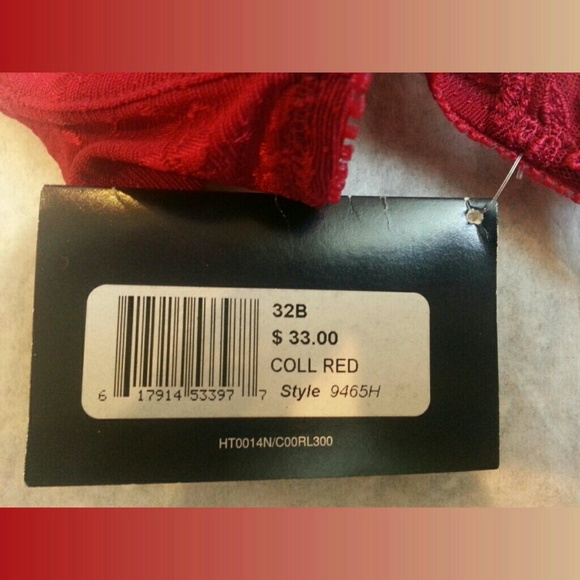 32B
$ 33.00
COLL RED
Style 9465H
6 17914 53397 7
HT0014N/C00RL300